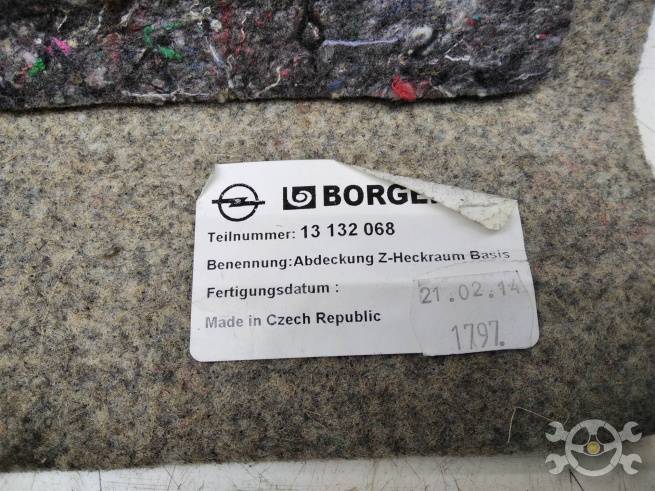 BORGE
Teilnummer: 13 132 068
Benennung:Abdeckung Z-Heckraum Basis
Fertigungsdatum :
21.02.14
Made in Czech Republic
1797.